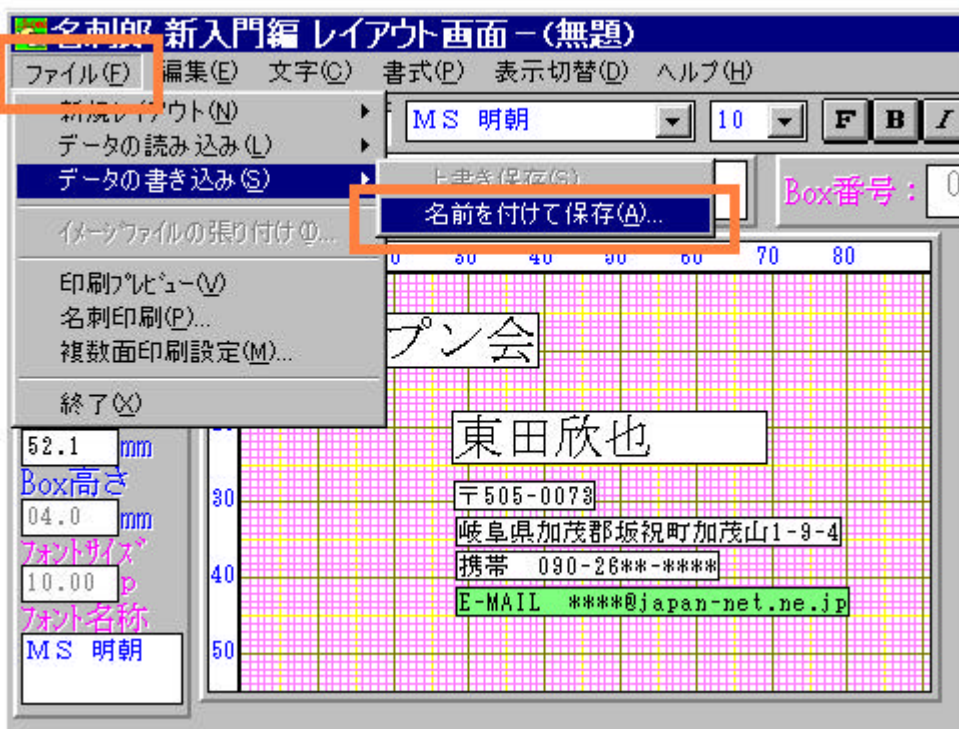 名刺郎 新入門編 レイアウト画面 －(無題)
ファイル(F) 編集(E) 文字(C) 書式(P) 表示切替(D) ヘルプ(H)
新規レイアウト(N)
MS 明朝 10 F B I
データの読み込み(L)
データの書き込み(S)
上書き保存(S)
名前を付けて保存(A)...
Box番号： 0
イメージファイルの張り付け(I)...
印刷プレビュー(V)
名刺印刷(P)...
複数面印刷設定(M)...
終了(X)
30 40 50 60 70 80
プン会
東田欣也
〒505-0073
岐阜県加茂郡坂祝町加茂山1-9-4
携帯 090-26**-****
E-MAIL ****@japan-net.ne.jp
52.1 mm
Box高さ
04.0 mm
フォントサイズ
10.00 p
フォント名称
MS 明朝
30
40
50